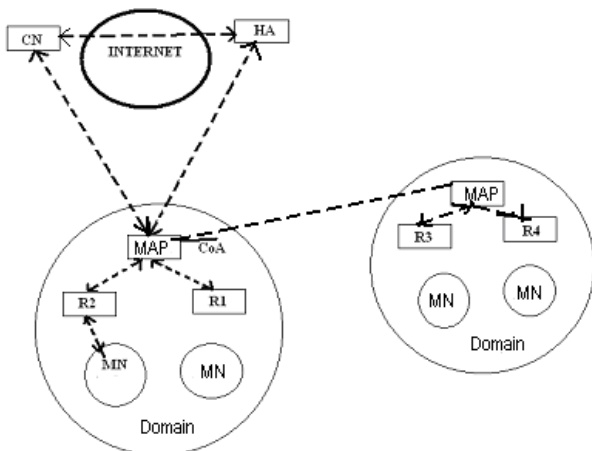 CN
HA
INTERNET
MAP
CoA
R2
R1
MN
MN
Domain
MAP
R3
R4
MN
MN
Domain